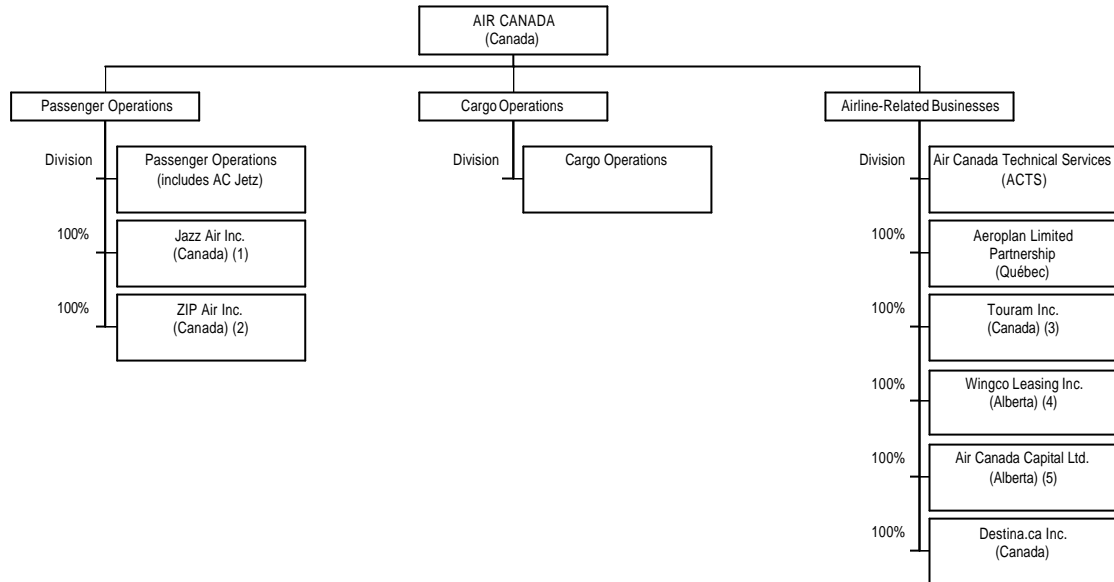 AIR CANADA
(Canada)
Passenger Operations
Cargo Operations
Airline-Related Businesses
Division
Passenger Operations
(includes AC Jetz)
100%
Jazz Air Inc.
(Canada) (1)
100%
ZIP Air Inc.
(Canada) (2)
Division
Cargo Operations
Division
Air Canada Technical Services
(ACTS)
100%
Aeroplan Limited
Partnership
(Québec)
100%
Touram Inc.
(Canada) (3)
100%
Wingco Leasing Inc.
(Alberta) (4)
100%
Air Canada Capital Ltd.
(Alberta) (5)
100%
Destina.ca Inc.
(Canada)